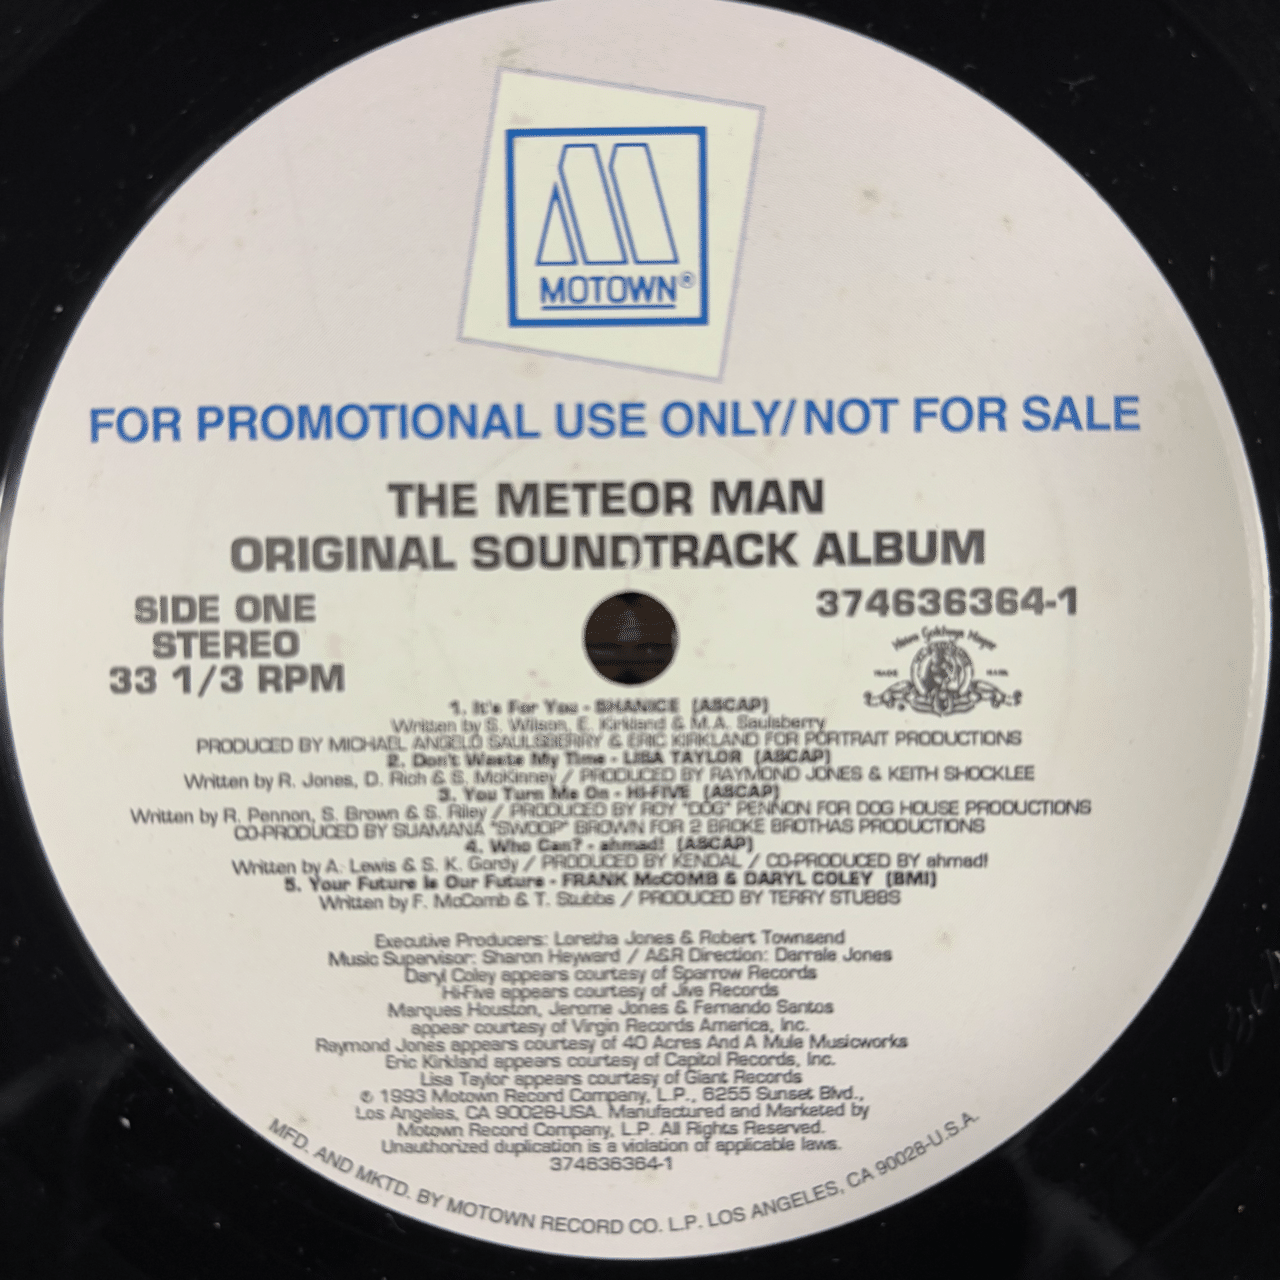 MOTOWN®
FOR PROMOTIONAL USE ONLY/NOT FOR SALE
THE METEOR MAN
ORIGINAL SOUNDTRACK ALBUM
SIDE ONE
STEREO
33 1/3 RPM
374636364-1
Metro Goldwyn Mayer
TRADE MARK
1. It's For You - SHANICE (ASCAP)
Written by S. Wilson, E. Kirkland & M.A. Saulsberry
PRODUCED BY MICHAEL ANGELO SAULSBERRY & ERIC KIRKLAND FOR PORTRAIT PRODUCTIONS
2. Don't Waste My Time - LISA TAYLOR (ASCAP)
Written by R. Jones, D. Rich & S. McKinney / PRODUCED BY RAYMOND JONES & KEITH SHOCKLEE
3. You Turn Me On - HI-FIVE (ASCAP)
Written by R. Pennon, S. Brown & S. Riley / PRODUCED BY ROY "DOG" PENNON FOR DOG HOUSE PRODUCTIONS
CO-PRODUCED BY SUAMANA "SWOOP" BROWN FOR 2 BROKE BROTHAS PRODUCTIONS
4. Who Can? - ahmad! (ASCAP)
Written by A. Lewis & S. K. Gordy / PRODUCED BY KENDAL / CO-PRODUCED BY ahmad!
5. Your Future Is Our Future - FRANK McCOMB & DARYL COLEY (BMI)
Written by F. McComb & T. Stubbs / PRODUCED BY TERRY STUBBS
Executive Producers: Loretha Jones & Robert Townsend
Music Supervisor: Sharon Heyward / A&R Direction: Darrale Jones
Daryl Coley appears courtesy of Sparrow Records
Hi-Five appears courtesy of Jive Records
Marques Houston, Jerome Jones & Fernando Santos
appear courtesy of Virgin Records America, Inc.
Raymond Jones appears courtesy of 40 Acres And A Mule Musicworks
Eric Kirkland appears courtesy of Capitol Records, Inc.
Lisa Taylor appears courtesy of Giant Records
℗ 1993 Motown Record Company, L.P., 6255 Sunset Blvd.,
Los Angeles, CA 90028-USA. Manufactured and Marketed by
Motown Record Company, L.P. All Rights Reserved.
Unauthorized duplication is a violation of applicable laws.
374636364-1
MFD. AND MKTD. BY MOTOWN RECORD CO. L.P. LOS ANGELES, CA 90028-U.S.A.